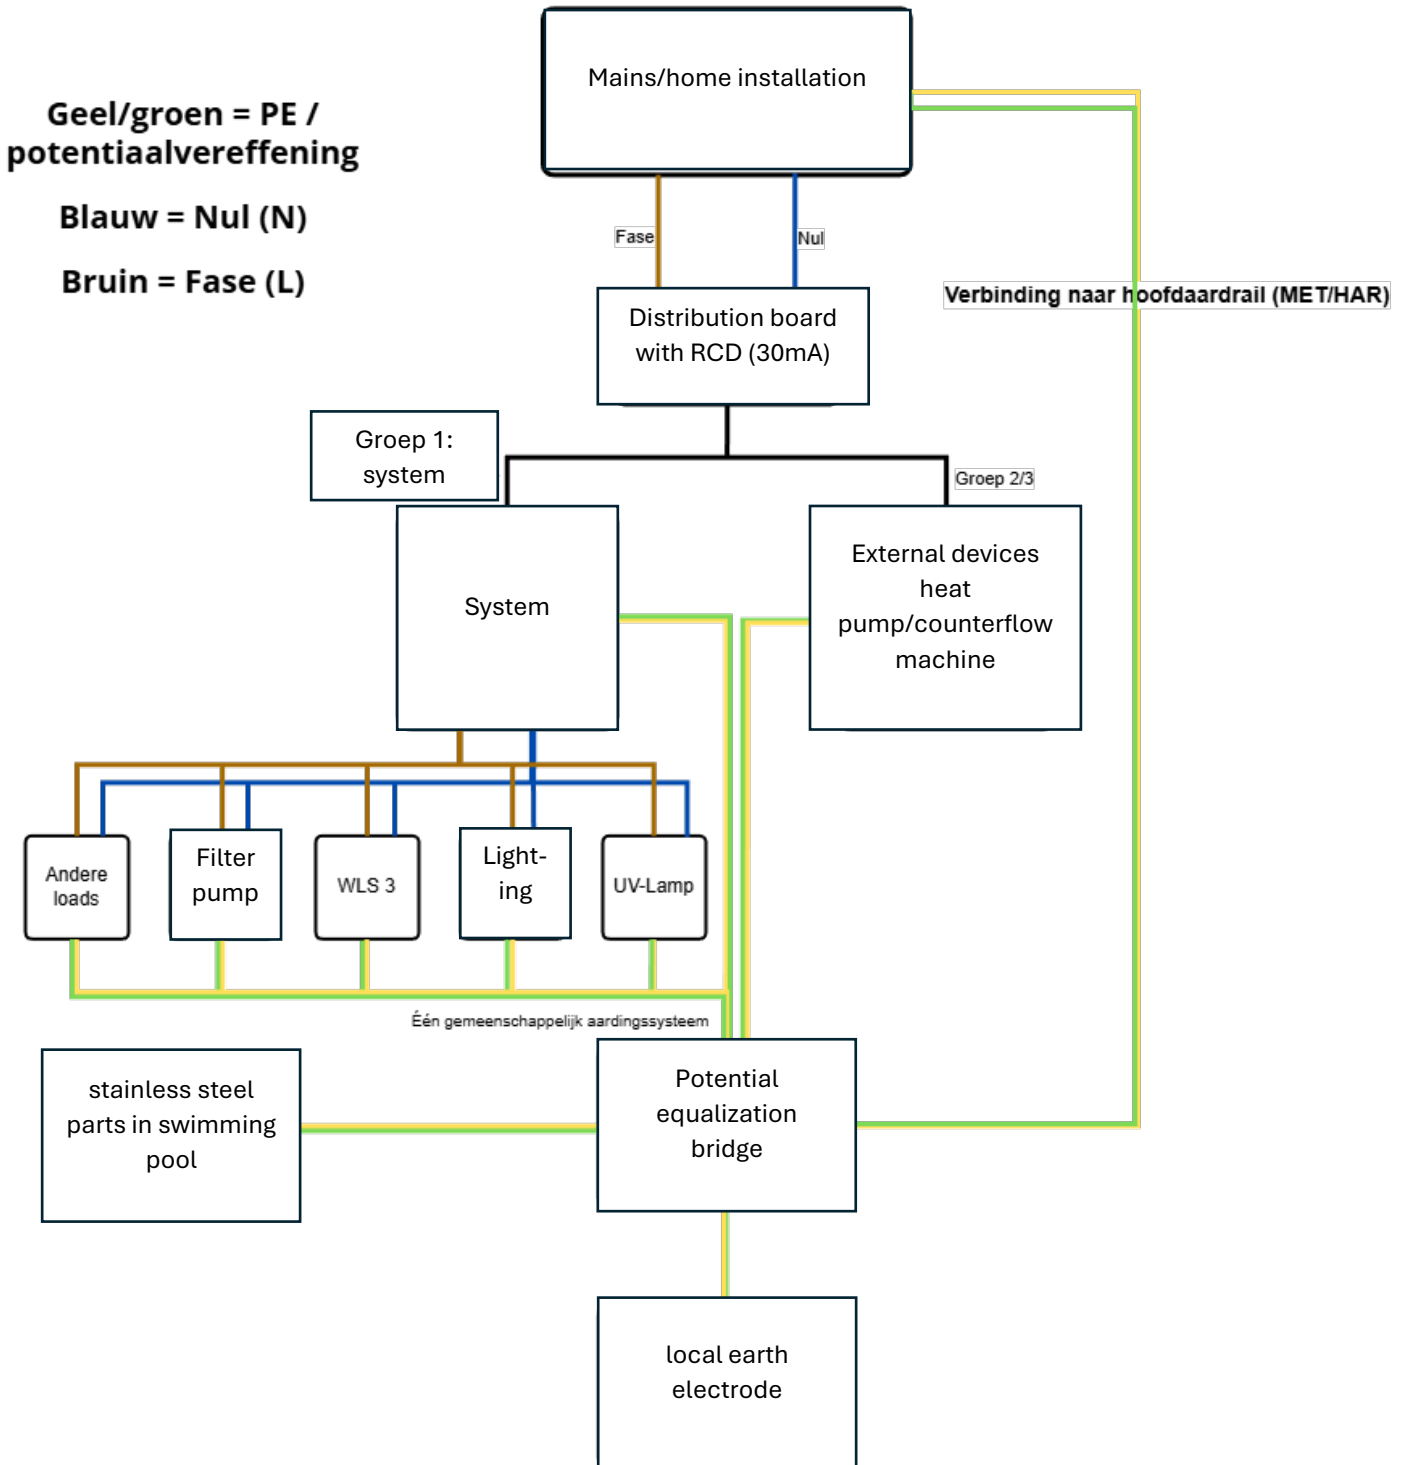 Mains/home installation
Geel/groen = PE /
potentiaalvereffening
Blauw = Nul (N)
Bruin = Fase (L)
Fase
Nul
Verbinding naar hoofdaardrail (MET/HAR)
Distribution board
with RCD (30mA)
Groep 1:
system
Groep 2/3
System
External devices
heat
pump/counterflow
machine
Andere
loads
Filter
pump
WLS 3
Light-
ing
UV-Lamp
Één gemeenschappelijk aardingssysteem
stainless steel
parts in swimming
pool
Potential
equalization
bridge
local earth
electrode